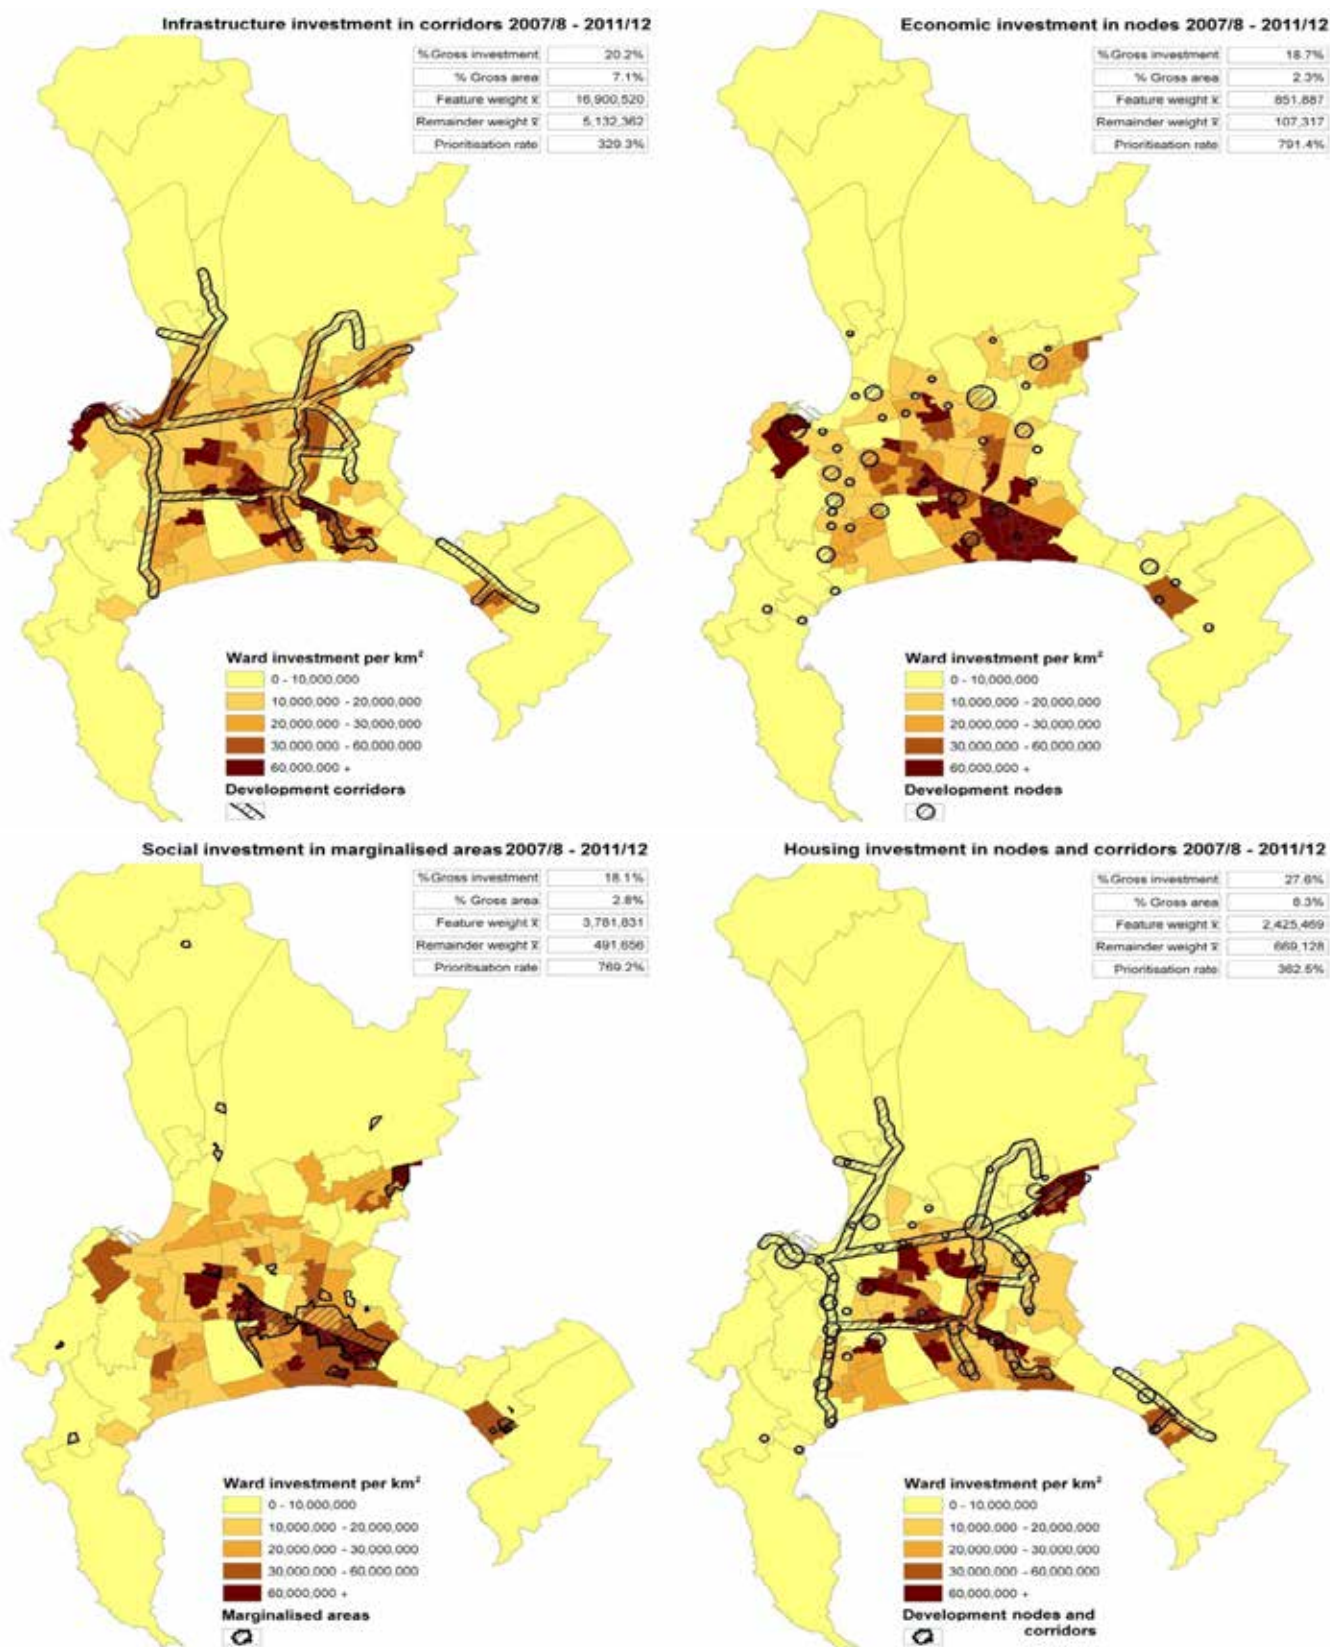 Infrastructure investment in corridors 2007/8 - 2011/12
%Gross investment 20.2%
% Gross area 7.1%
Feature weight x̄ 16,900,520
Remainder weight x̄ 5,132,362
Prioritisation rate 329.3%
Ward investment per km²
0 - 10,000,000
10,000,000 - 20,000,000
20,000,000 - 30,000,000
30,000,000 - 60,000,000
60,000,000 +
Development corridors
Economic investment in nodes 2007/8 - 2011/12
%Gross investment 18.7%
% Gross area 2.3%
Feature weight x̄ 851,887
Remainder weight x̄ 107,317
Prioritisation rate 791.4%
Ward investment per km²
0 - 10,000,000
10,000,000 - 20,000,000
20,000,000 - 30,000,000
30,000,000 - 60,000,000
60,000,000 +
Development nodes
Social investment in marginalised areas 2007/8 - 2011/12
%Gross investment 18.1%
% Gross area 2.8%
Feature weight x̄ 3,781,831
Remainder weight x̄ 491,656
Prioritisation rate 769.2%
Ward investment per km²
0 - 10,000,000
10,000,000 - 20,000,000
20,000,000 - 30,000,000
30,000,000 - 60,000,000
60,000,000 +
Marginalised areas
Housing investment in nodes and corridors 2007/8 - 2011/12
%Gross investment 27.6%
% Gross area 8.3%
Feature weight x̄ 2,425,469
Remainder weight x̄ 669,128
Prioritisation rate 362.5%
Ward investment per km²
0 - 10,000,000
10,000,000 - 20,000,000
20,000,000 - 30,000,000
30,000,000 - 60,000,000
60,000,000 +
Development nodes and
corridors